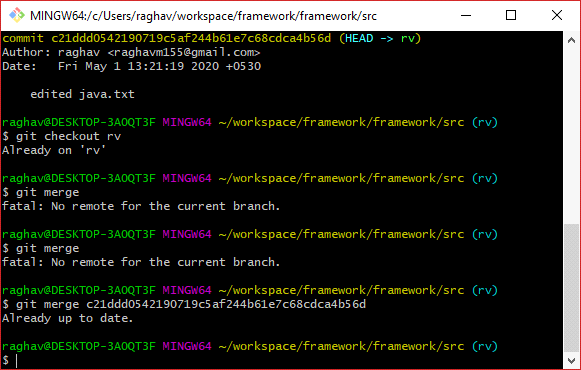 MINGW64:/c/Users/raghav/workspace/framework/framework/src
commit c21ddd0542190719c5af244b61e7c68cdca4b56d (HEAD -> rv)
Author: raghav <raghavm155@gmail.com>
Date:   Fri May 1 13:21:19 2020 +0530
    edited java.txt
raghav@DESKTOP-3AOQT3F MINGW64 ~/workspace/framework/framework/src (rv)
$ git checkout rv
Already on 'rv'
raghav@DESKTOP-3AOQT3F MINGW64 ~/workspace/framework/framework/src (rv)
$ git merge
fatal: No remote for the current branch.
raghav@DESKTOP-3AOQT3F MINGW64 ~/workspace/framework/framework/src (rv)
$ git merge
fatal: No remote for the current branch.
raghav@DESKTOP-3AOQT3F MINGW64 ~/workspace/framework/framework/src (rv)
$ git merge c21ddd0542190719c5af244b61e7c68cdca4b56d
Already up to date.
raghav@DESKTOP-3AOQT3F MINGW64 ~/workspace/framework/framework/src (rv)
$